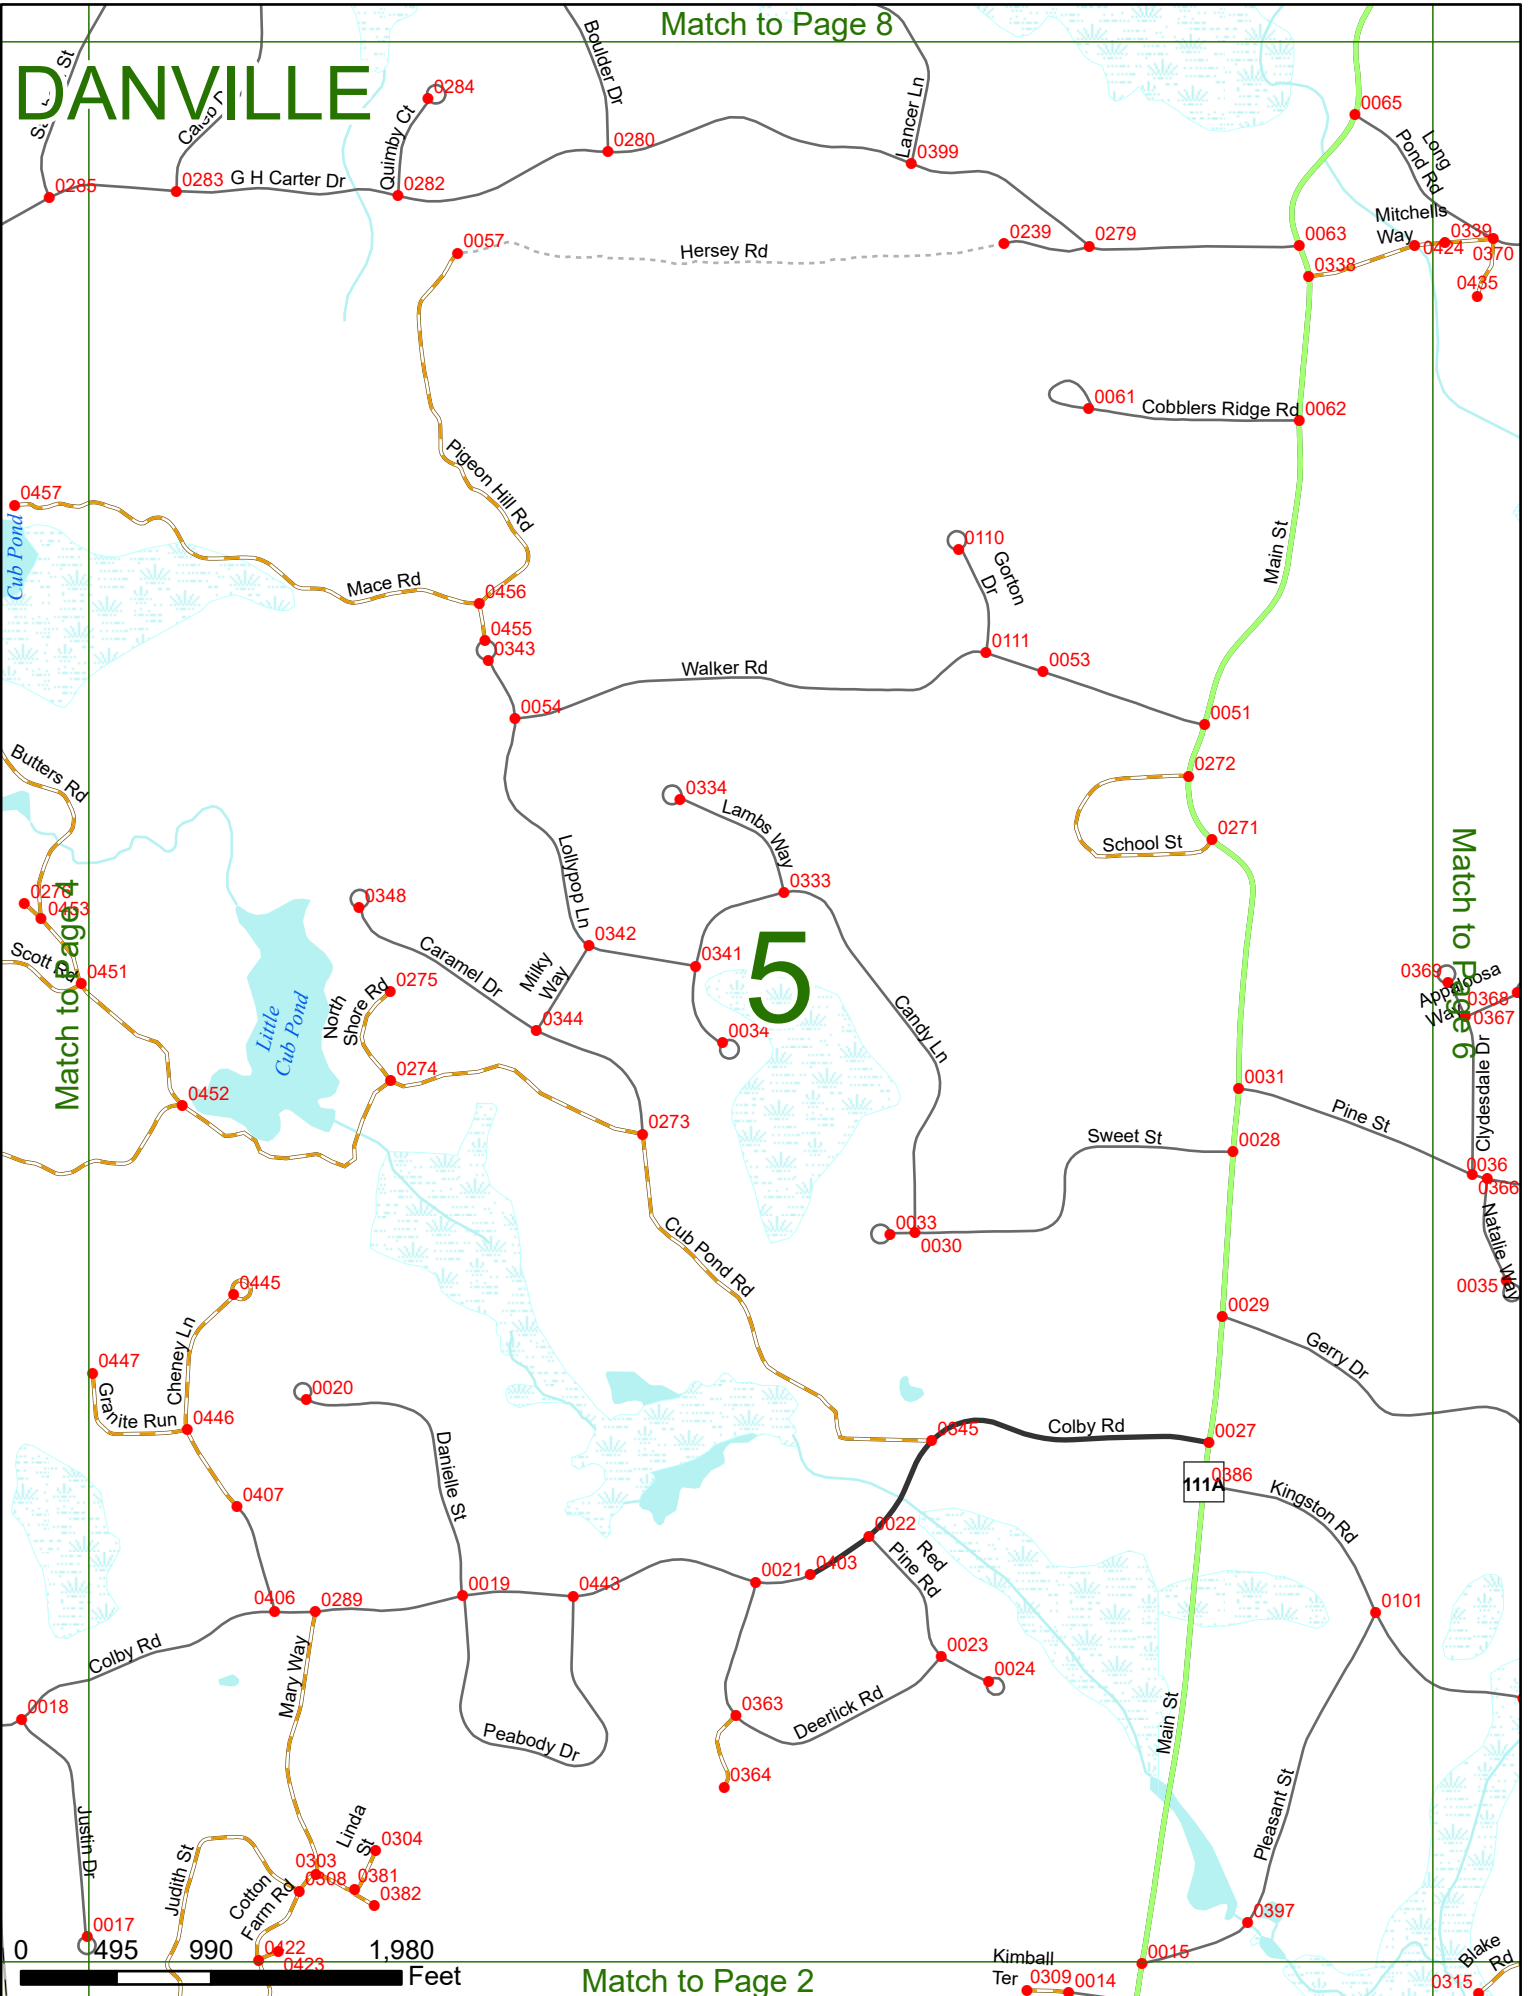 Match to Page 8
DANVILLE
Boulder Dr
Lancer Ln
Quimby Ct
0284
0065
0280
0399
Long
Pond Rd
0285
0283
G H Carter Dr
0282
Mitchells
Way
0339
0424
0370
0435
0057
Hersey Rd
0239
0279
0063
0338
0061
Cobblers Ridge Rd
0062
Pigeon Hill Rd
0457
Cub Pond
Main St
0110
Gorton
Dr
Mace Rd
0456
0455
0343
0111
0053
Walker Rd
0054
0051
Butters Rd
0272
0334
Lambs Way
School St
0271
Lollypop Ln
Match to Page 4
Match to Page 6
0276
0453
0348
0333
Scott Rd
0451
Caramel Dr
Milky
Way
0342
0341
5
0369
Appaloosa
Way
0368
0367
North
Shore Rd
0275
Little
Cub Pond
0344
0034
Candy Ln
Clydesdale Dr
0274
0452
0031
Pine St
0273
Sweet St
0028
0036
0366
Cub Pond Rd
0033
0030
Natalie Way
0035
0445
0029
Gerry Dr
Cheney Ln
0447
Granite Run
0446
0020
Danielle St
0345
Colby Rd
0027
111A
0386
Kingston Rd
0407
0022
Red
Pine Rd
0021
0403
0019
0443
0406
0289
0101
Colby Rd
Mary Way
0023
0024
0018
0363
Deerlick Rd
Peabody Dr
Main St
0364
Pleasant St
Justin Dr
Judith St
Linda
St
0304
0303
0308
0381
0382
Cotton
Farm Rd
0017
0397
0422
0423
0015
0 495 990 1,980
Feet
Match to Page 2
Kimball
Ter
0309
0014
Blake
Rd
0315